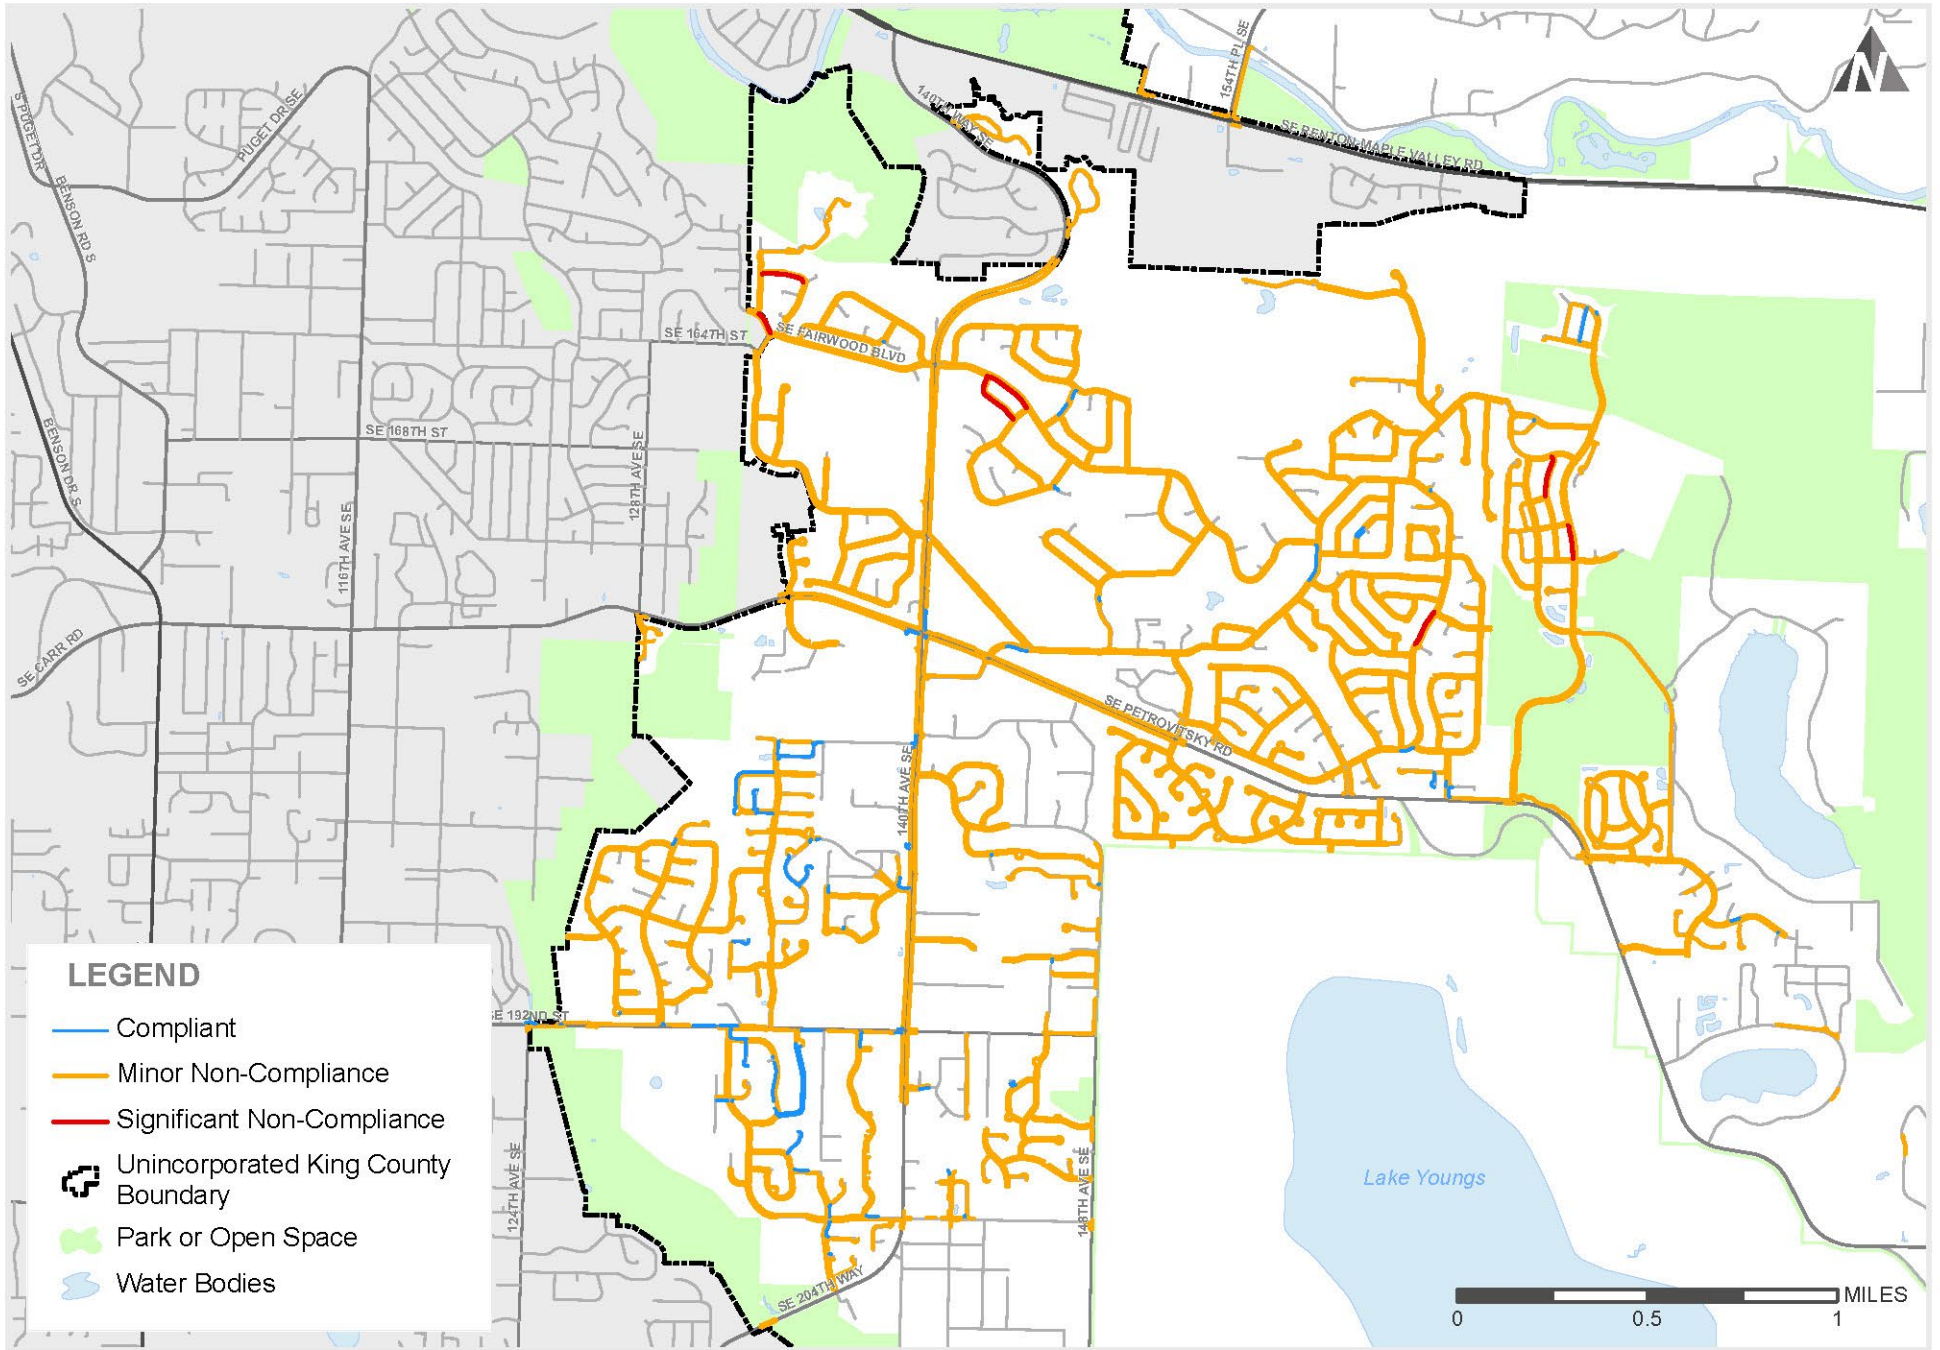 N
154TH PL SE
140TH WAY SE
S PUGET DR
PUGET DR SE
SE RENTON-MAPLE VALLEY RD
BENSON RD S
SE 164TH ST
SE FAIRWOOD BLVD
SE 168TH ST
BENSON DR S
128TH AVE SE
116TH AVE SE
SE CARR RD
SE PETROVITSKY RD
140TH AVE SE
LEGEND
Compliant
Minor Non-Compliance
Significant Non-Compliance
Unincorporated King County
Boundary
Park or Open Space
Water Bodies
SE 192ND ST
124TH AVE SE
148TH AVE SE
Lake Youngs
SE 204TH WAY
MILES
0 0.5 1